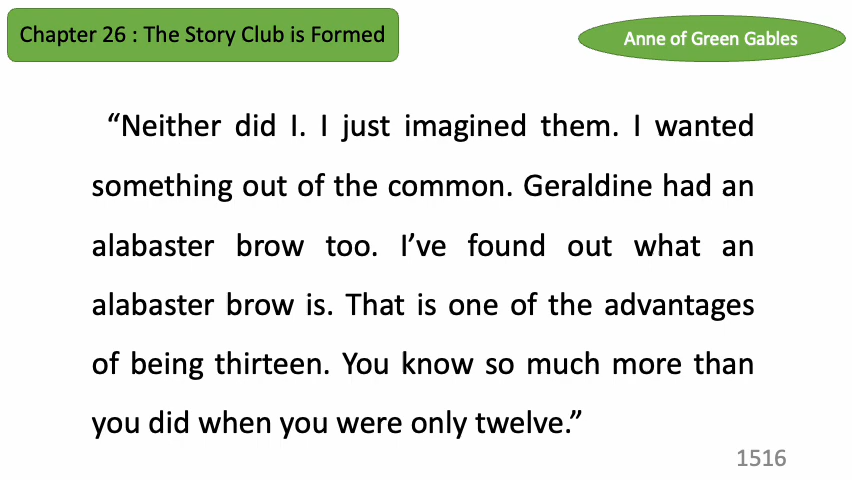 Chapter 26 : The Story Club is Formed
Anne of Green Gables
“Neither did I. I just imagined them. I wanted
something out of the common. Geraldine had an
alabaster brow too. I’ve found out what an
alabaster brow is. That is one of the advantages
of being thirteen. You know so much more than
you did when you were only twelve.”
1516